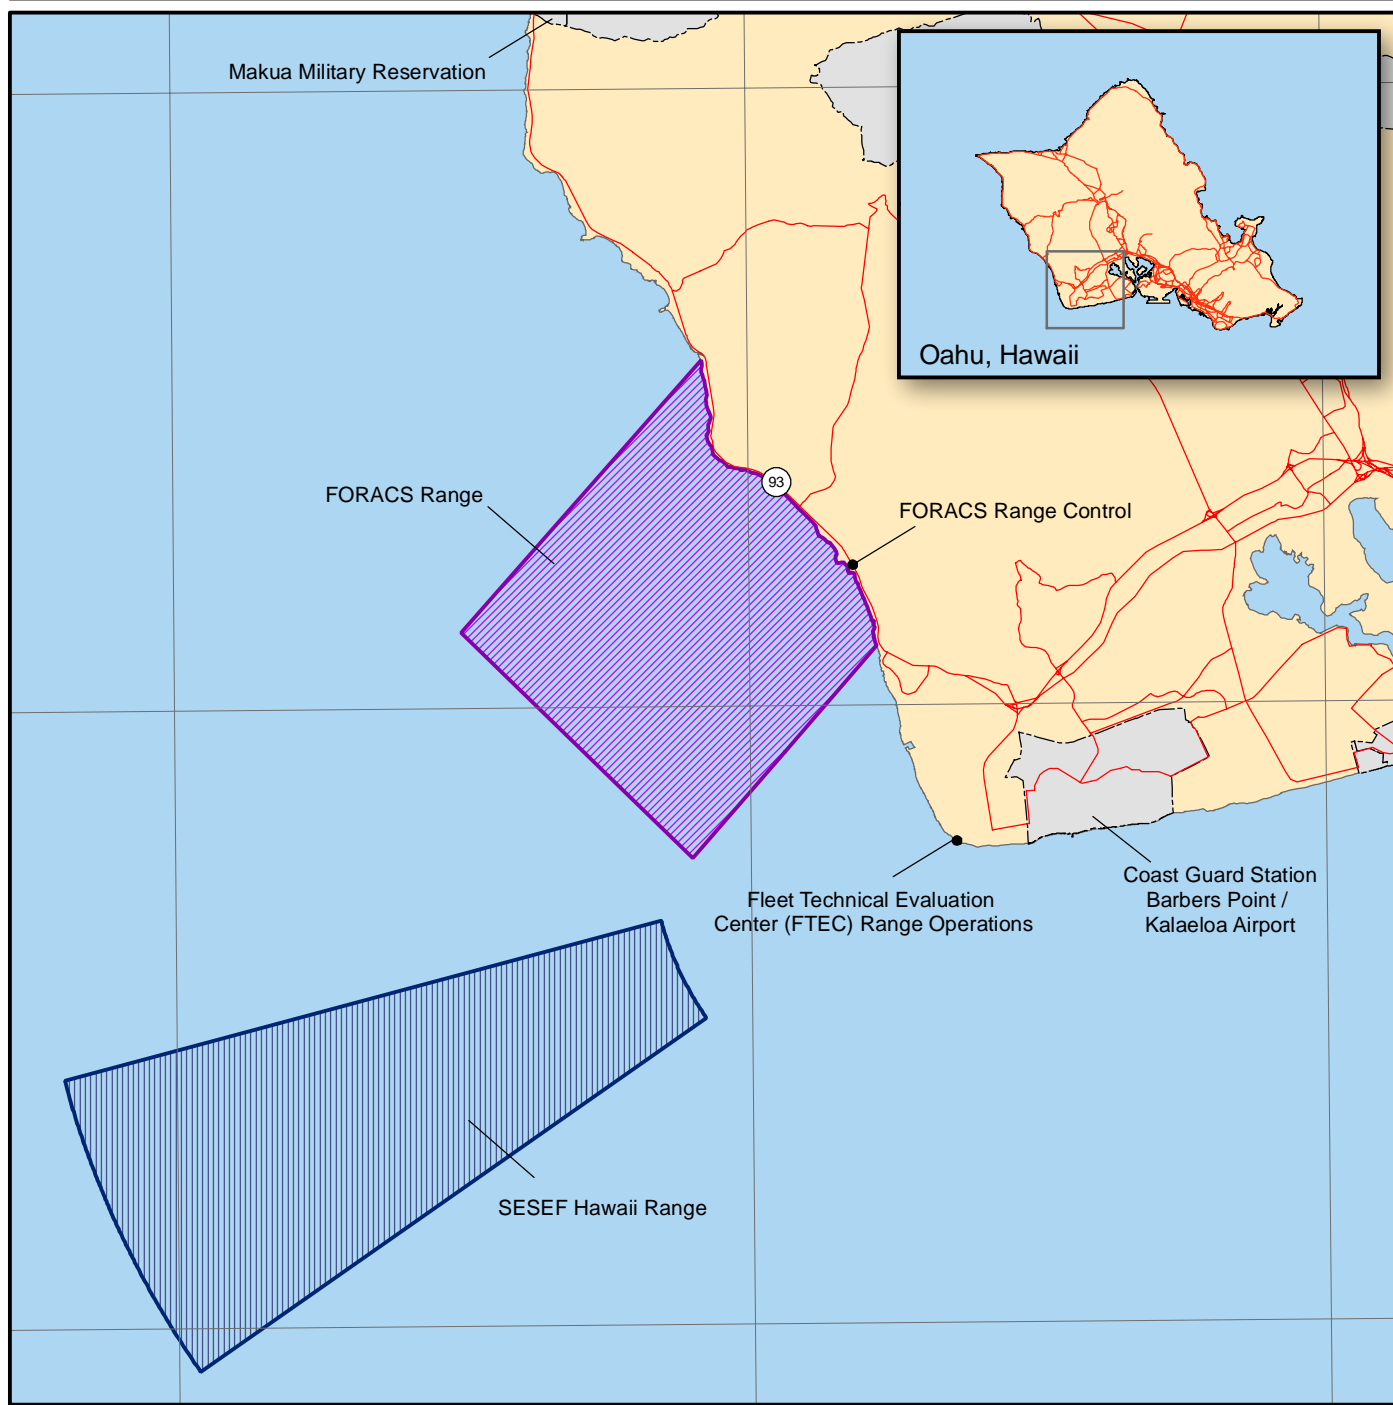 Makua Military Reservation
Oahu, Hawaii
93
FORACS Range
FORACS Range Control
Fleet Technical Evaluation
Center (FTEC) Range Operations
Coast Guard Station
Barbers Point /
Kalaeloa Airport
SESEF Hawaii Range